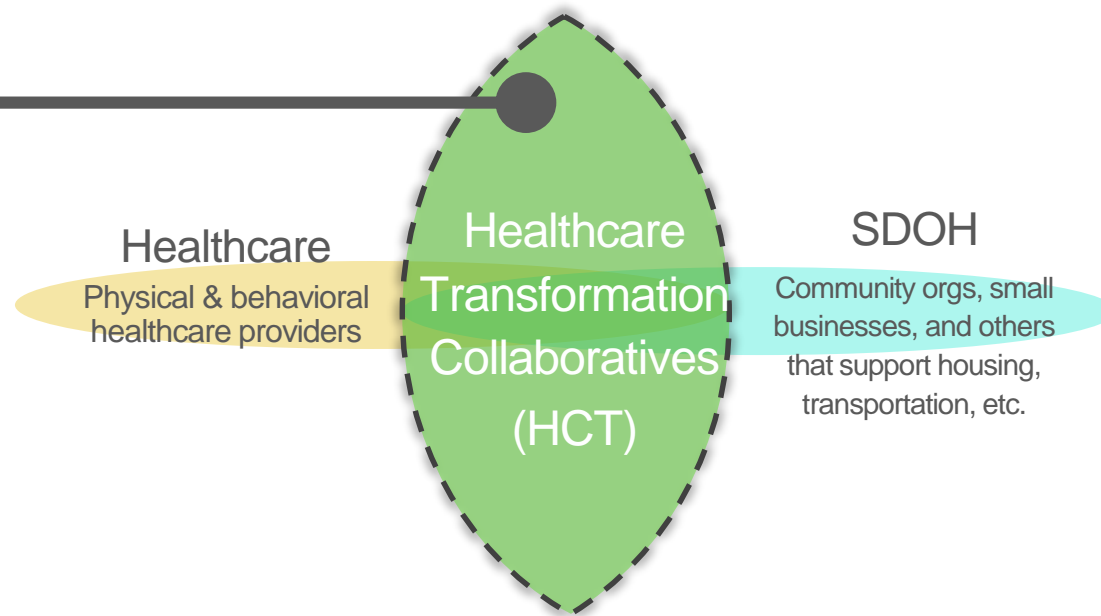 Healthcare
Physical & behavioral
healthcare providers
Healthcare
Transformation
Collaboratives
(HCT)
SDOH
Community orgs, small
businesses, and others
that support housing,
transportation, etc.